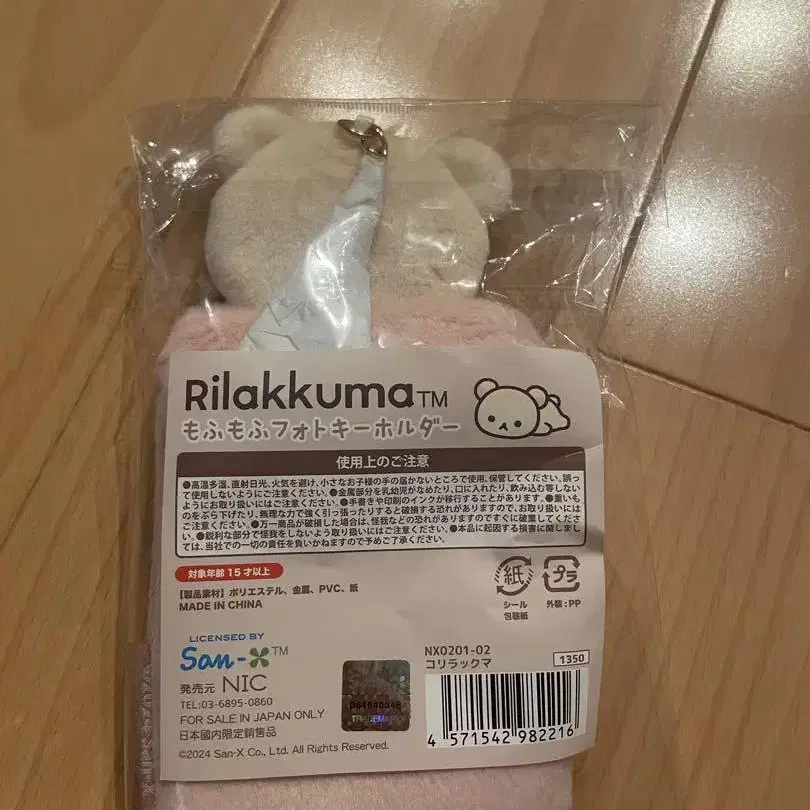 Rilakkuma™
もふもふフォトキーホルダー
使用上のご注意
●高温多湿、直射日光、火気を避け、小さなお子様の手の届かないところで使用、保管してください。誤っ
て使用しないようにご注意ください。●金属部分を乳幼児がなめたり、口に入れたり、飲み込む等しない
ようにお取り扱いにはご注意ください。●手書きや印刷のインクが移行することがあります。●重いも
のをぶら下げたり、無理な力で強く引っ張ったりすると破損する恐れがありますので、お取り扱いには
ご注意ください。●万一商品が破損した場合は、怪我などの恐れがありますのですぐに破棄してくださ
い。●鋭利な部分で怪我をしないよう取り扱いにはご注意ください。●本品に起因する損害に関しまし
ては、当社での一切の責任を負いかねますので予めご了承ください。
対象年齢15才以上
【製品素材】ポリエステル、金属、PVC、紙
MADE IN CHINA
紙
シール
包装紙
プラ
外装:PP
LICENSED BY
San-X™
発売元 NIC
TEL:03-6895-0860
FOR SALE IN JAPAN ONLY
日本國内限定銷售品
©2024 San-X Co., Ltd. All Rights Reserved.
TRADEMARK
NX0201-02
コリラックマ
1350
4 571542 982216